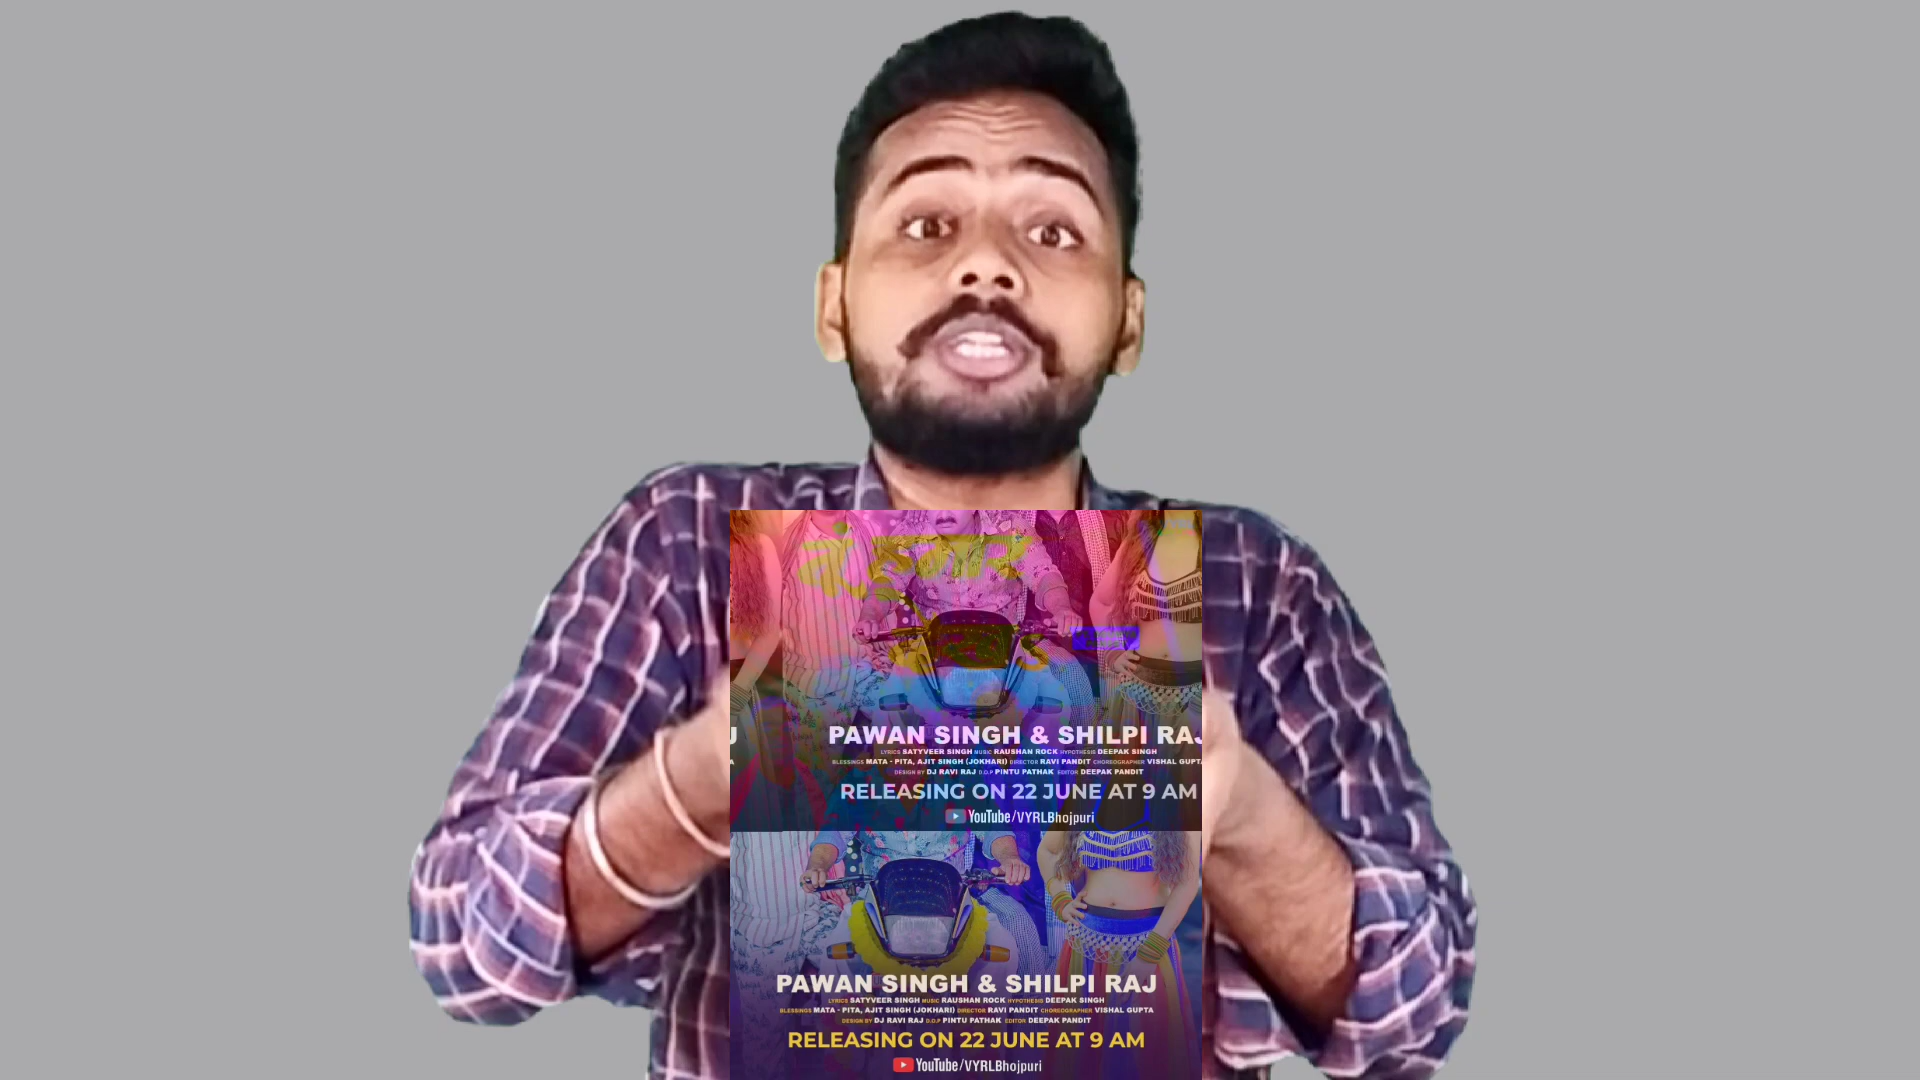 J
PAWAN SINGH & SHILPI RAJ
LYRICS SATYVEER SINGH MUSIC RAUSHAN ROCK HYPOTHESIS DEEPAK SINGH
A BLESSINGS MATA - PITA, AJIT SINGH (JOKHARI) DIRECTOR RAVI PANDIT CHOREOGRAPHER VISHAL GUPTA
DESIGN BY DJ RAVI RAJ D.O.P PINTU PATHAK EDITOR DEEPAK PANDIT
RELEASING ON 22 JUNE AT 9 AM
YouTube/VYRLBhojpuri
PAWAN SINGH & SHILPI RAJ
LYRICS SATYVEER SINGH MUSIC RAUSHAN ROCK HYPOTHESIS DEEPAK SINGH
BLESSINGS MATA - PITA, AJIT SINGH (JOKHARI) DIRECTOR RAVI PANDIT CHOREOGRAPHER VISHAL GUPTA
DESIGN BY DJ RAVI RAJ D.O.P PINTU PATHAK EDITOR DEEPAK PANDIT
RELEASING ON 22 JUNE AT 9 AM
YouTube/VYRLBhojpuri